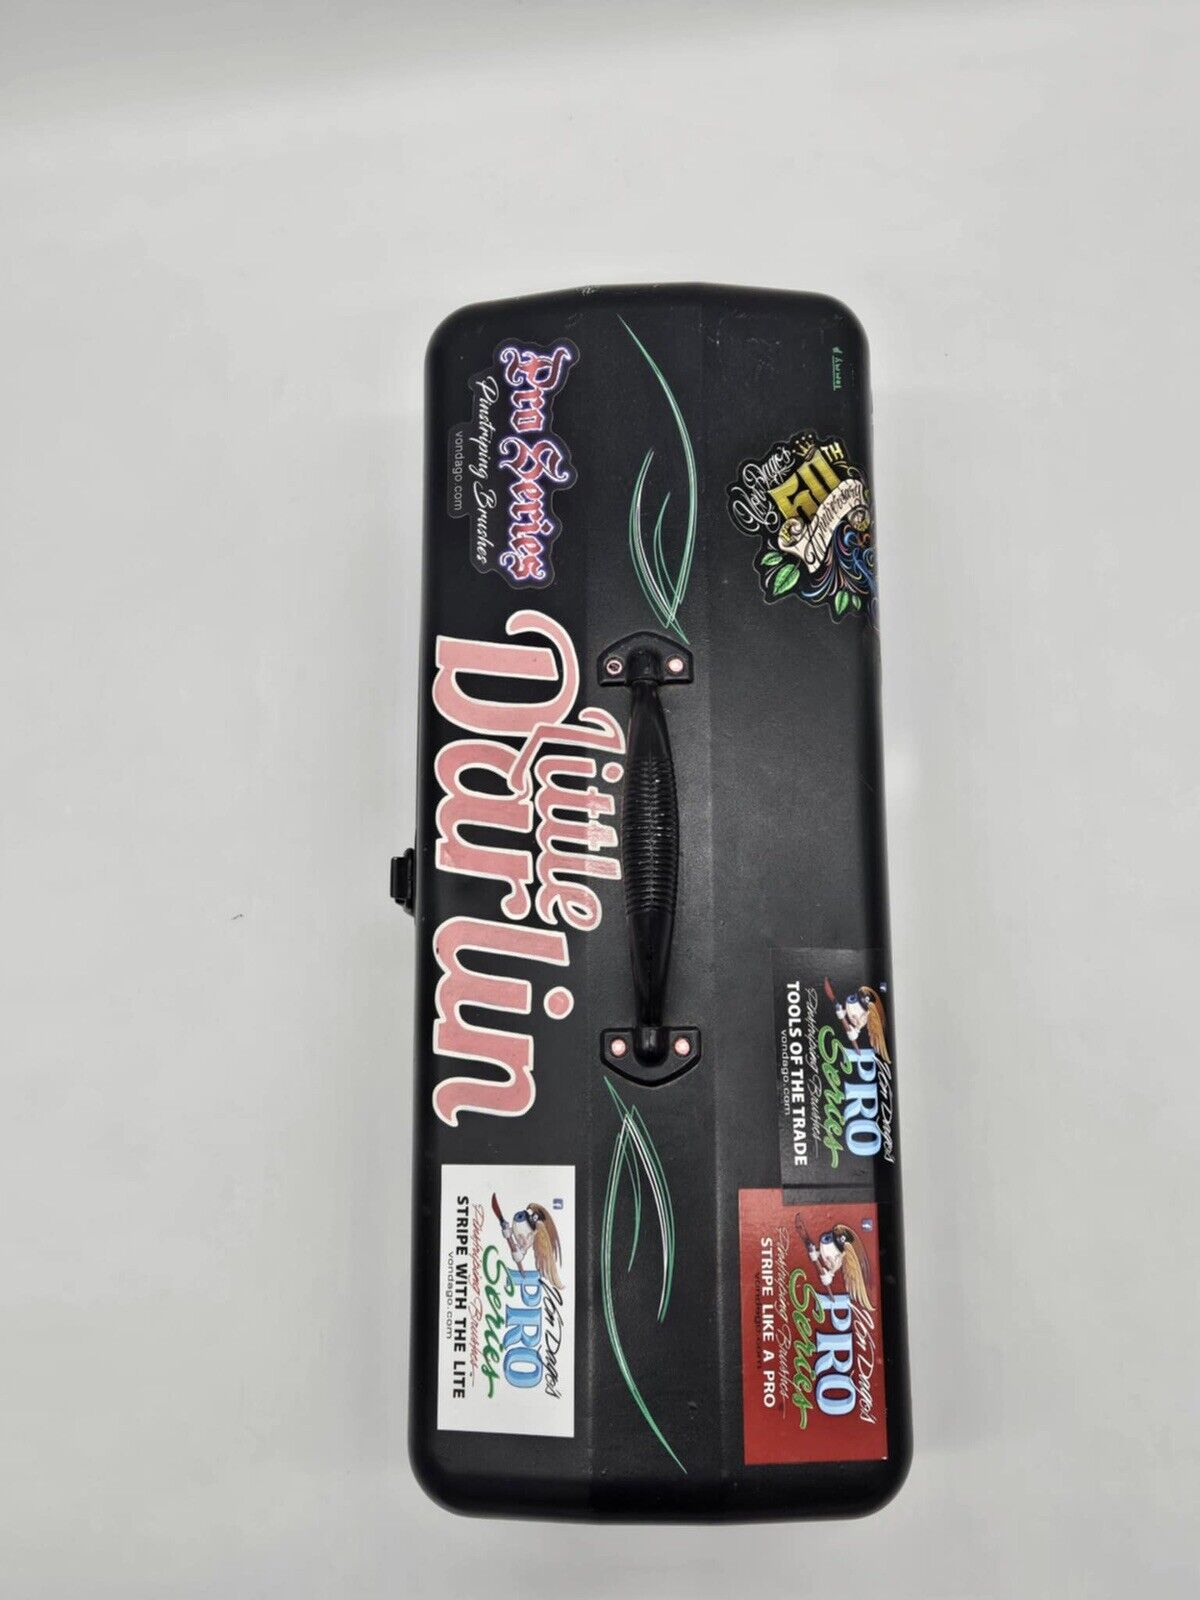 Tommy P
Von Dago's
50TH
Anniversary
Pro Series
Pinstriping Brushes
vondago.com
Little
Darlin
Von Dago's
PRO
Series
Pinstriping Brushes
vondago.com
TOOLS OF THE TRADE
Von Dago's
PRO
Series
Pinstriping Brushes
STRIPE LIKE A PRO
Von Dago's
PRO
Series
Pinstriping Brushes
vondago.com
STRIPE WITH THE LITE